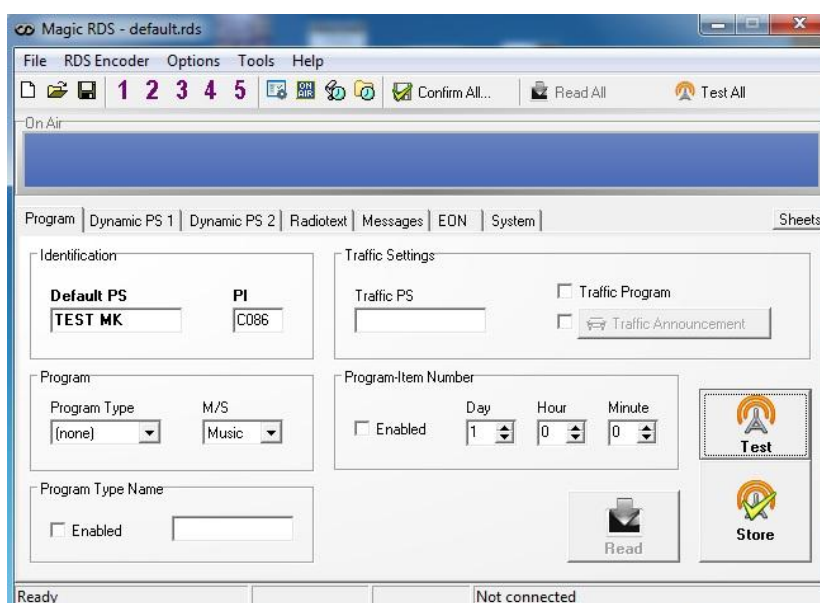 Magic RDS - default.rds
File RDS Encoder Options Tools Help
1 2 3 4 5 ON AIR Confirm All... Read All Test All
On Air
Program Dynamic PS 1 Dynamic PS 2 Radiotext Messages EON System Sheets
Identification
Default PS PI
TEST MK C086
Traffic Settings
Traffic PS Traffic Program
Traffic Announcement
Program
Program Type M/S
(none) Music
Program-Item Number
Day Hour Minute
Enabled 1 0 0
Test
Program Type Name
Enabled
Read
Store
Ready Not connected